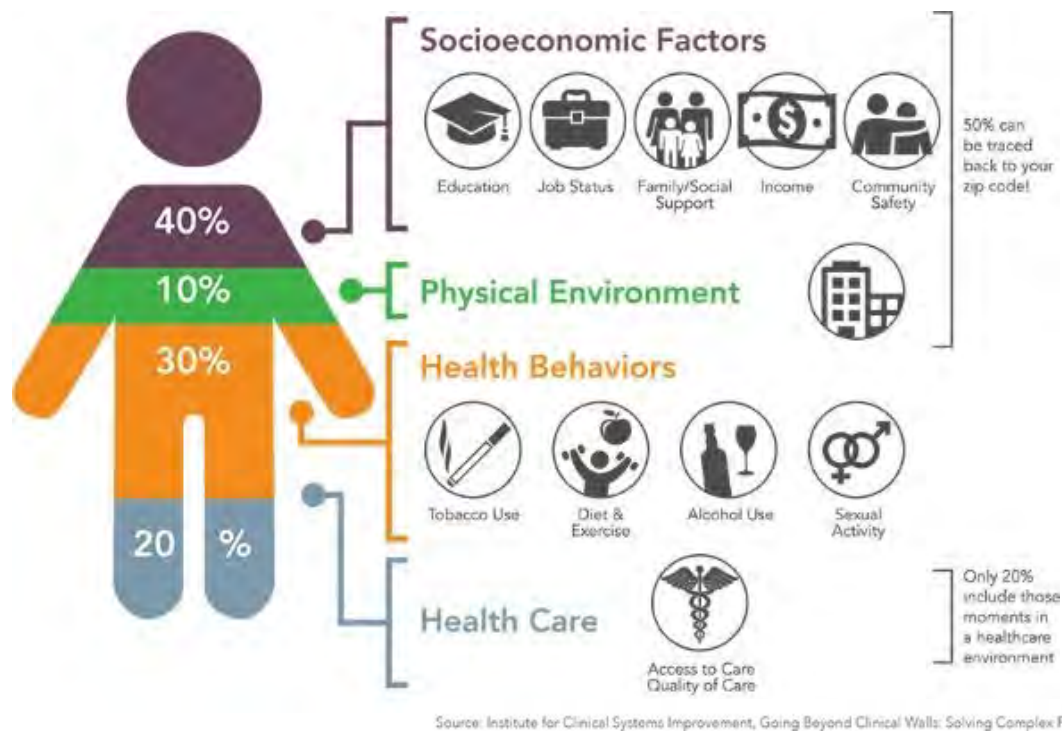 Socioeconomic Factors
Education
Job Status
Family/Social
Support
Income
Community
Safety
50% can
be traced
back to your
zip code!
40%
10%
Physical Environment
30%
Health Behaviors
Tobacco Use
Diet &
Exercise
Alcohol Use
Sexual
Activity
20 %
Health Care
Access to Care
Quality of Care
Only 20%
include those
moments in
a healthcare
environment
Source: Institute for Clinical Systems Improvement, Going Beyond Clinical Walls: Solving Complex